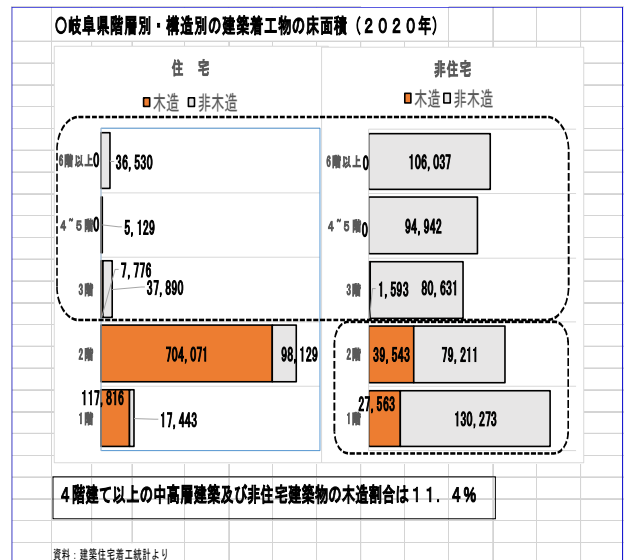 〇岐阜県階層別・構造別の建築着工物の床面積（２０２０年）
住　宅
木造 非木造
6階以上 0 36,530
4~5階 0 5,129
3階 7,776 37,890
2階 704,071 98,129
1階 117,816 17,443
非住宅
木造 非木造
6階以上 0 106,037
4~5階 0 94,942
3階 1,593 80,631
2階 39,543 79,211
1階 27,563 130,273
４階建て以上の中高層建築及び非住宅建築物の木造割合は１１．４％
資料：建築住宅着工統計より